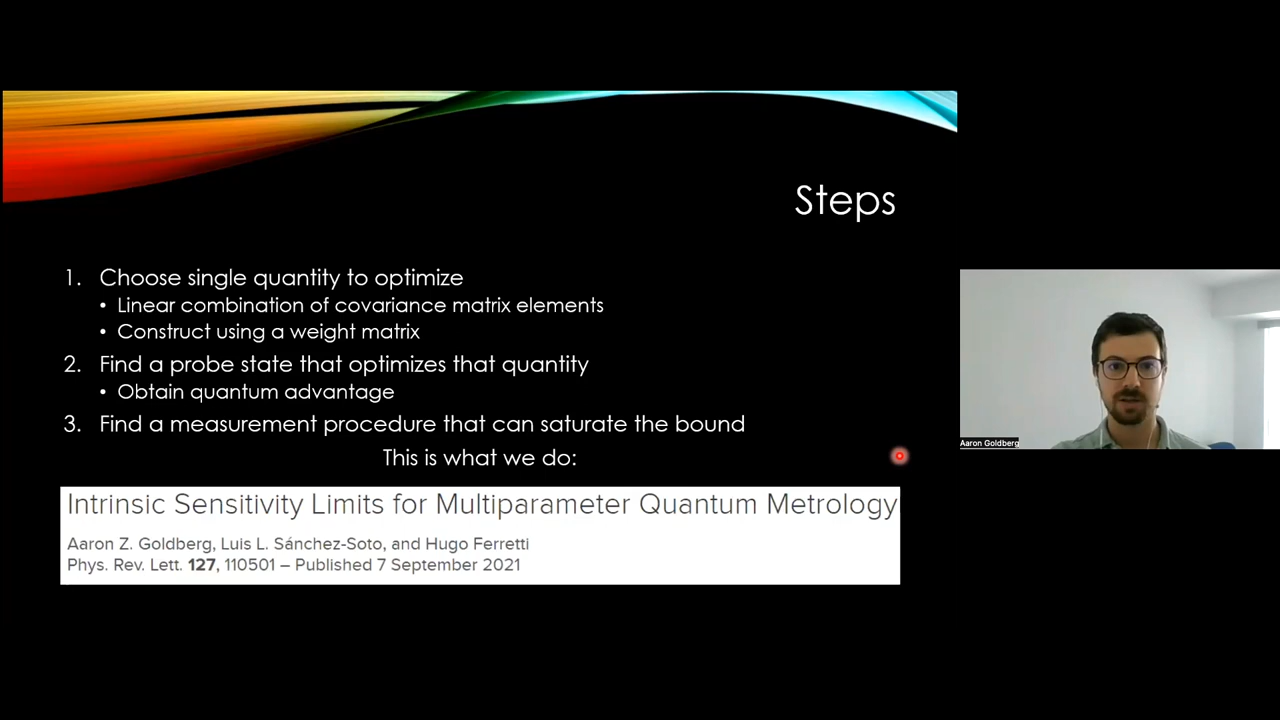 Steps
1. Choose single quantity to optimize
• Linear combination of covariance matrix elements
• Construct using a weight matrix
2. Find a probe state that optimizes that quantity
• Obtain quantum advantage
3. Find a measurement procedure that can saturate the bound
This is what we do:
Intrinsic Sensitivity Limits for Multiparameter Quantum Metrology
Aaron Z. Goldberg, Luis L. Sánchez-Soto, and Hugo Ferretti
Phys. Rev. Lett. 127, 110501 – Published 7 September 2021
Aaron Goldberg